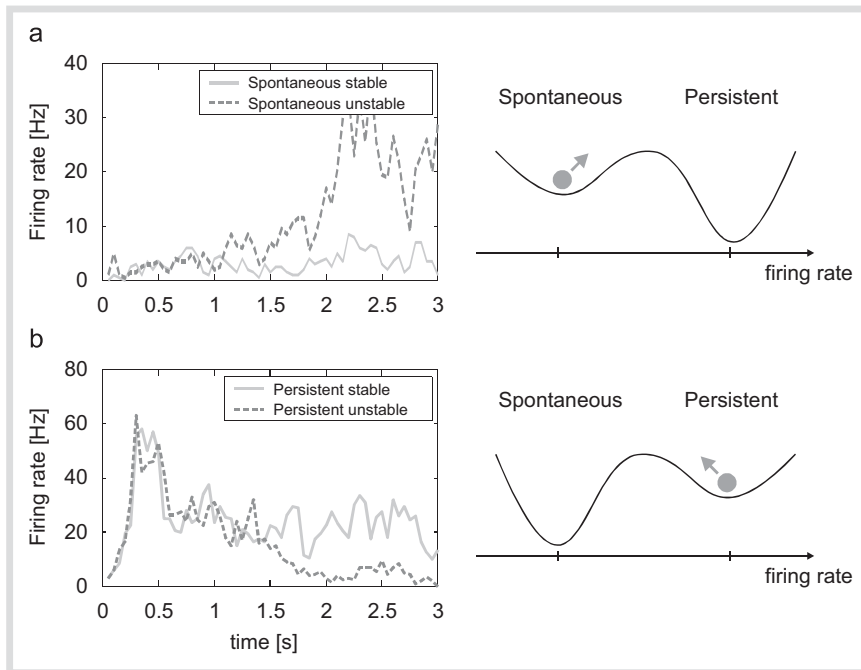 a
Firing rate [Hz]
40
30
20
10
0
Spontaneous stable
Spontaneous unstable
0 0.5 1 1.5 2 2.5 3
Spontaneous Persistent
firing rate
b
Firing rate [Hz]
80
60
40
20
0
Persistent stable
Persistent unstable
0 0.5 1 1.5 2 2.5 3
time [s]
Spontaneous Persistent
firing rate